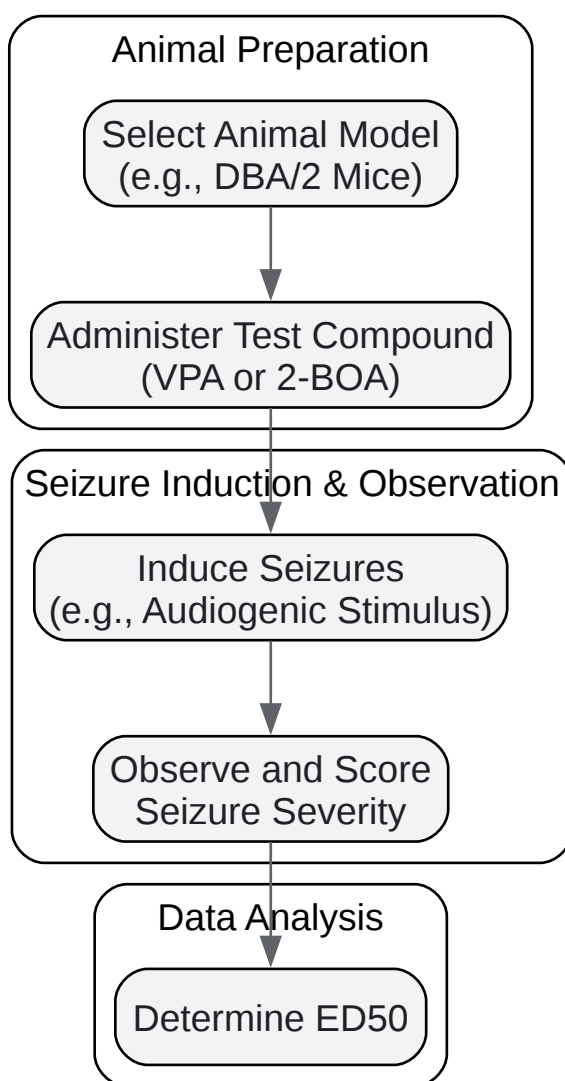 Animal Preparation
Select Animal Model
(e.g., DBA/2 Mice)
Administer Test Compound
(VPA or 2-BOA)
Seizure Induction & Observation
Induce Seizures
(e.g., Audiogenic Stimulus)
Observe and Score
Seizure Severity
Data Analysis
Determine ED50